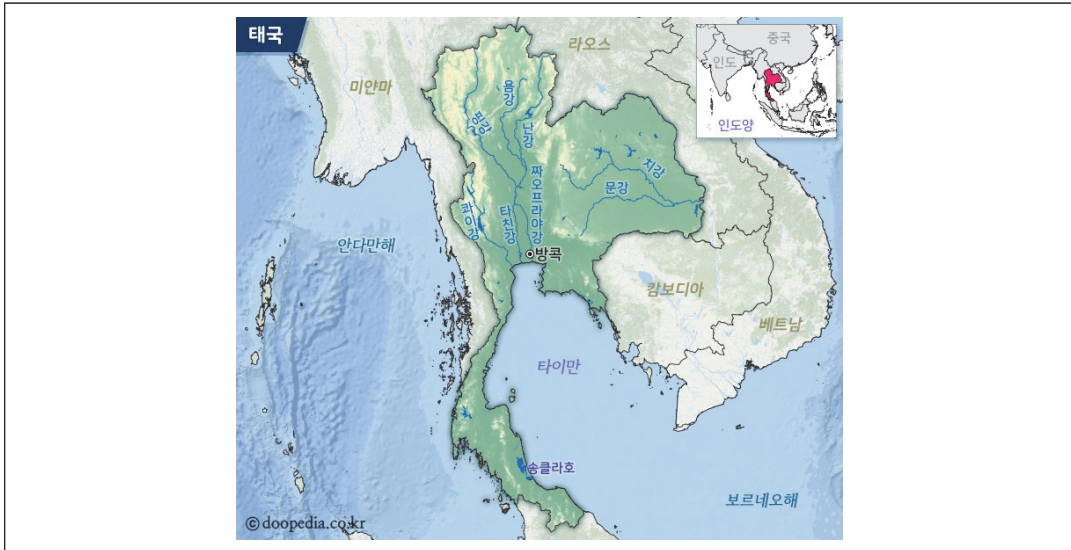 태국
미얀마
라오스
중국
인도
인도양
욤강
핑강
난강
짜오프라야강
치강
문강
콰이강
타친강
방콕
안다만해
캄보디아
베트남
타이만
송클라호
보르네오해
© doopedia.co.kr